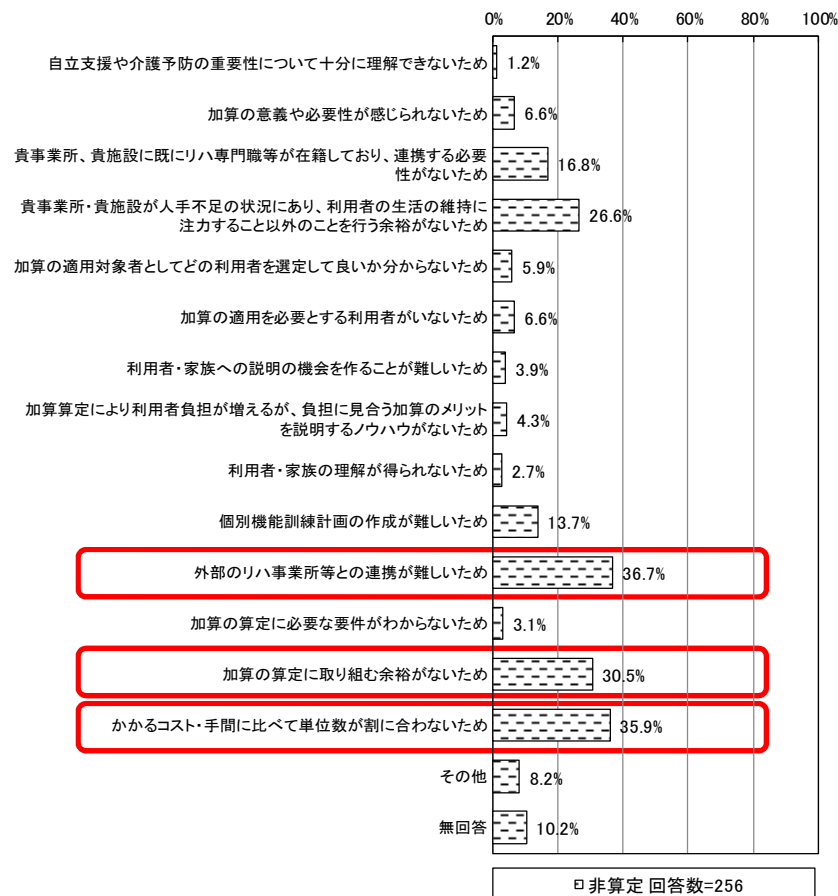 0% 20% 40% 60% 80% 100%
自立支援や介護予防の重要性について十分に理解できないため 1.2%
加算の意義や必要性が感じられないため 6.6%
貴事業所、貴施設に既にリハ専門職等が在籍しており、連携する必要
性がないため 16.8%
貴事業所・貴施設が人手不足の状況にあり、利用者の生活の維持に
注力すること以外のことを行う余裕がないため 26.6%
加算の適用対象者としてどの利用者を選定して良いか分からないため 5.9%
加算の適用を必要とする利用者がいないため 6.6%
利用者・家族への説明の機会を作ることが難しいため 3.9%
加算算定により利用者負担が増えるが、負担に見合う加算のメリット
を説明するノウハウがないため 4.3%
利用者・家族の理解が得られないため 2.7%
個別機能訓練計画の作成が難しいため 13.7%
外部のリハ事業所等との連携が難しいため 36.7%
加算の算定に必要な要件がわからないため 3.1%
加算の算定に取り組む余裕がないため 30.5%
かかるコスト・手間に比べて単位数が割に合わないため 35.9%
その他 8.2%
無回答 10.2%
非算定 回答数=256